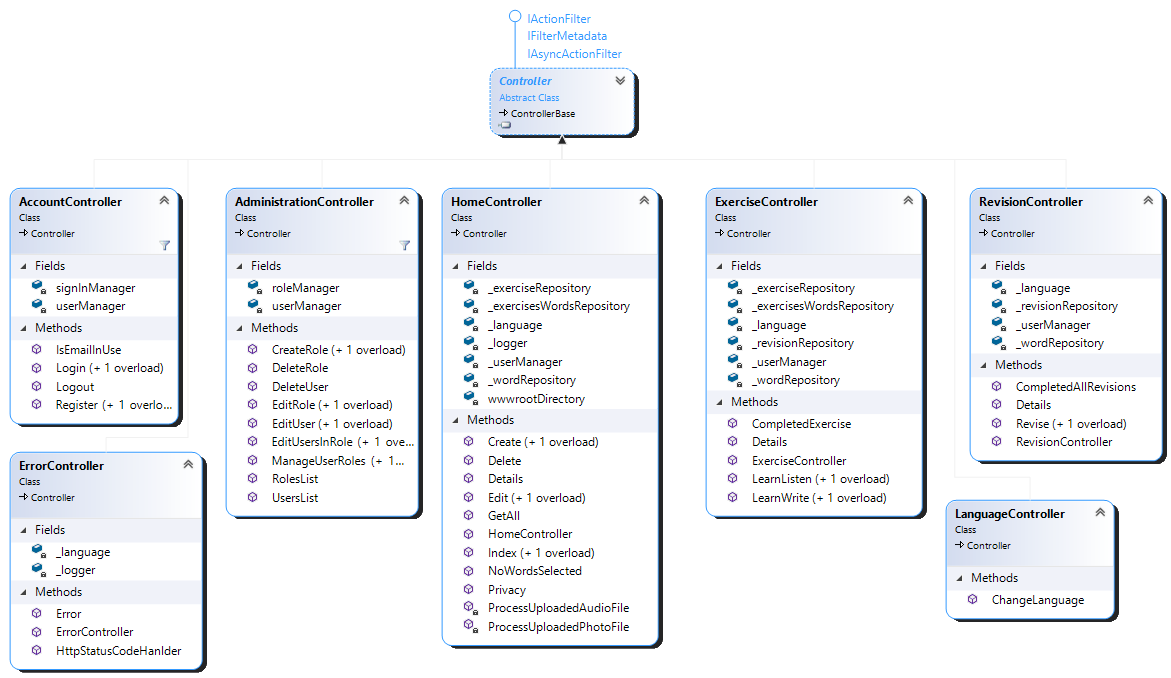 IActionFilter
IFilterMetadata
IAsyncActionFilter
Controller
Abstract Class
ControllerBase
AccountController
Class
Controller
Fields
signInManager
userManager
Methods
IsEmailInUse
Login (+ 1 overload)
Logout
Register (+ 1 overlo...
ErrorController
Class
Controller
Fields
_language
_logger
Methods
Error
ErrorController
HttpStatusCodeHanlder
AdministrationController
Class
Controller
Fields
roleManager
userManager
Methods
CreateRole (+ 1 overload)
DeleteRole
DeleteUser
EditRole (+ 1 overload)
EditUser (+ 1 overload)
EditUsersInRole (+ 1 ove...
ManageUserRoles (+ 1...
RolesList
UsersList
HomeController
Class
Controller
Fields
_exerciseRepository
_exercisesWordsRepository
_language
_logger
_userManager
_wordRepository
wwwrootDirectory
Methods
Create (+ 1 overload)
Delete
Details
Edit (+ 1 overload)
GetAll
HomeController
Index (+ 1 overload)
NoWordsSelected
Privacy
ProcessUploadedAudioFile
ProcessUploadedPhotoFile
ExerciseController
Class
Controller
Fields
_exerciseRepository
_exercisesWordsRepository
_language
_revisionRepository
_userManager
_wordRepository
Methods
CompletedExercise
Details
ExerciseController
LearnListen (+ 1 overload)
LearnWrite (+ 1 overload)
RevisionController
Class
Controller
Fields
_language
_revisionRepository
_userManager
_wordRepository
Methods
CompletedAllRevisions
Details
Revise (+ 1 overload)
RevisionController
LanguageController
Class
Controller
Methods
ChangeLanguage